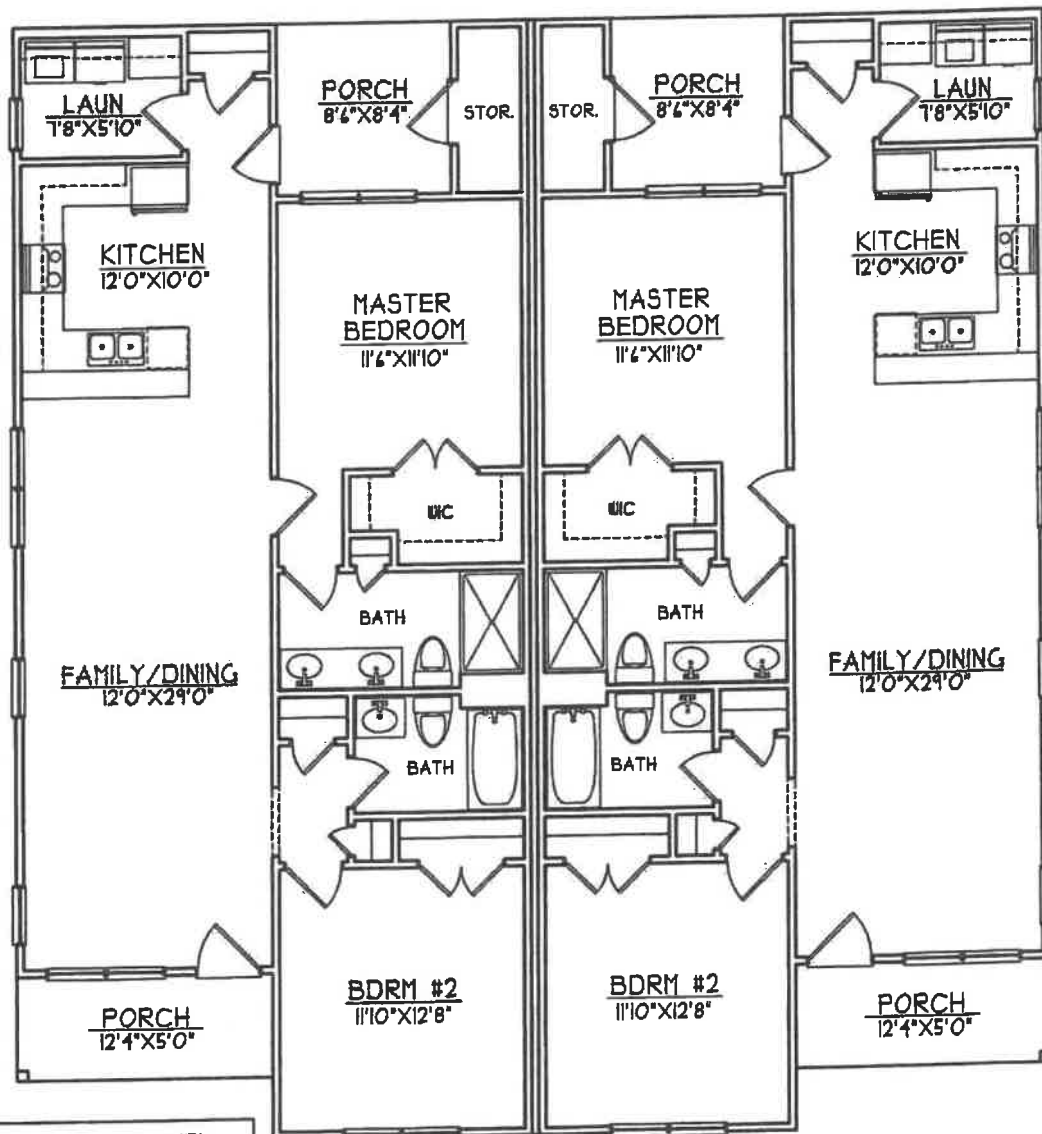 LAUN
7'8"X5'10"
PORCH
8'6"X8'4"
STOR.
STOR.
PORCH
8'6"X8'4"
LAUN
7'8"X5'10"
KITCHEN
12'0"X10'0"
MASTER
BEDROOM
11'6"X11'10"
MASTER
BEDROOM
11'6"X11'10"
KITCHEN
12'0"X10'0"
WIC
WIC
BATH
BATH
FAMILY/DINING
12'0"X29'0"
FAMILY/DINING
12'0"X29'0"
BATH
BATH
BDRM #2
11'10"X12'8"
BDRM #2
11'10"X12'8"
PORCH
12'4"X5'0"
PORCH
12'4"X5'0"